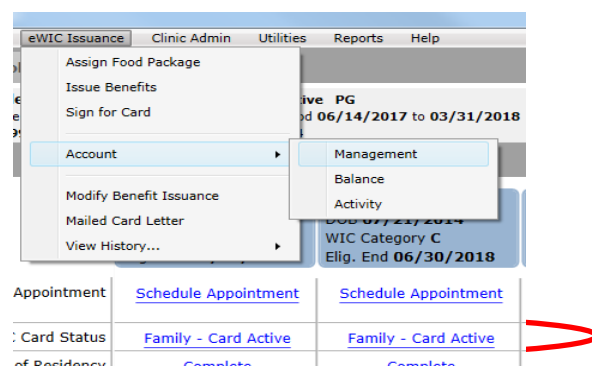 eWIC Issuance Clinic Admin Utilities Reports Help
Assign Food Package
Issue Benefits
Sign for Card
PG
06/14/2017 to 03/31/2018
Account
Management
Balance
Activity
Modify Benefit Issuance
Mailed Card Letter
View History...
DOB 07/21/2014
WIC Category C
Elig. End 06/30/2018
Appointment Schedule Appointment Schedule Appointment
Card Status Family - Card Active Family - Card Active
of Residency Complete Complete